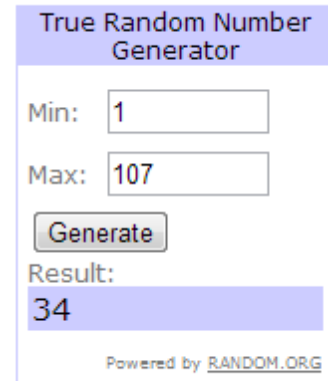 True Random Number
Generator
Min: 1
Max: 107
Generate
Result:
34
Powered by RANDOM.ORG